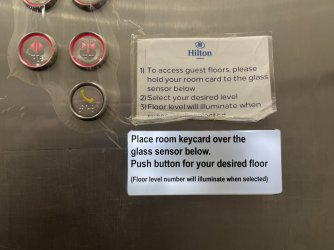 Hilton
1) To access guest floors, please
hold your room card to the glass
sensor below
2) Select your desired level
3) Floor level will illuminate when
Place room keycard over the
glass sensor below.
Push button for your desired floor
(Floor level number will illuminate when selected)